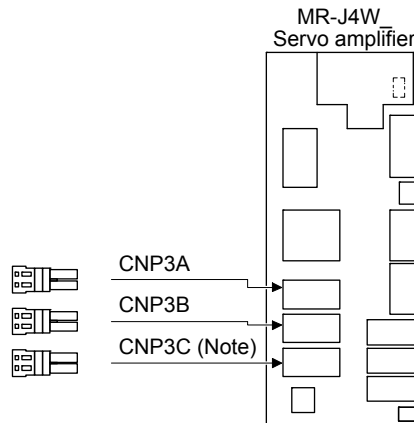 MR-J4W_
Servo amplifier
CNP3A
CNP3B
CNP3C (Note)